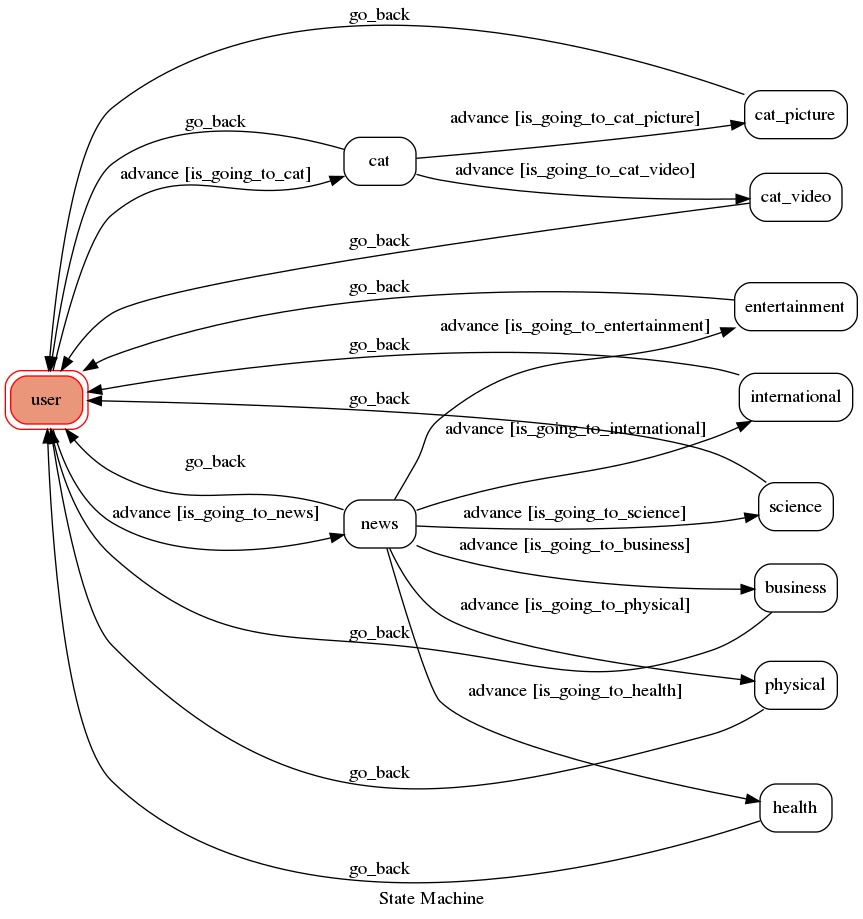 go_back
cat_picture
advance [is_going_to_cat_picture]
go_back
cat
advance [is_going_to_cat]
advance [is_going_to_cat_video]
cat_video
go_back
go_back
entertainment
advance [is_going_to_entertainment]
go_back
user
go_back
international
advance [is_going_to_international]
go_back
advance [is_going_to_news]
news
advance [is_going_to_science]
science
advance [is_going_to_business]
business
advance [is_going_to_physical]
go_back
physical
advance [is_going_to_health]
go_back
health
go_back
State Machine